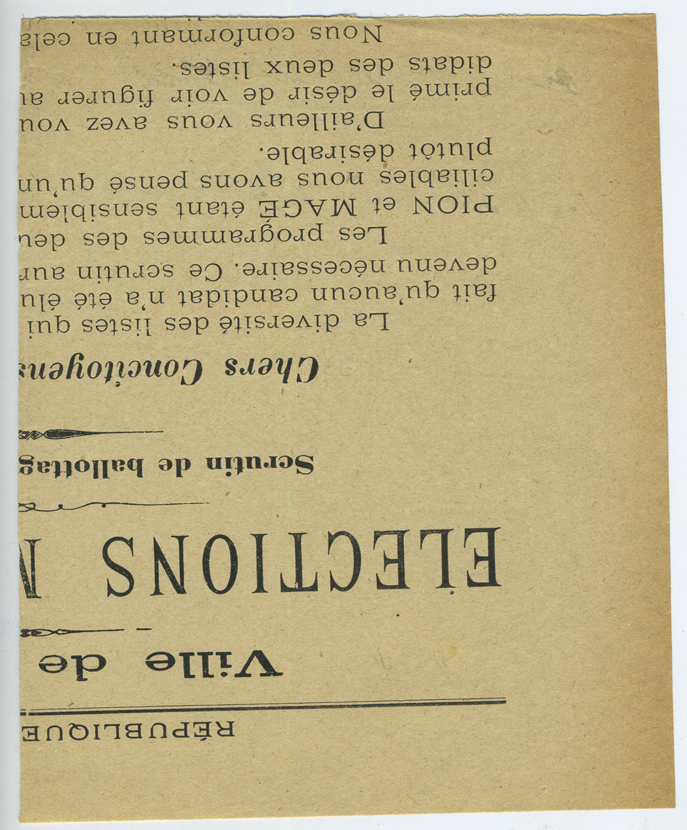 RÉPUBLIQUE
Ville de
ELECTIONS
Scrutin de ballottag
Chers Concitoyens
La diversité des listes qui
fait qu'aucun candidat n'a été élu
devenu nécessaire. Ce scrutin aur
Les programmes des deu
PION et MAGÉ étant sensiblem
ciliables nous avons pensé qu'un
plutôt désirable.
D'ailleurs vous avez vou
primé le désir de voir figurer au
didats des deux listes.
Nous conformant en cela